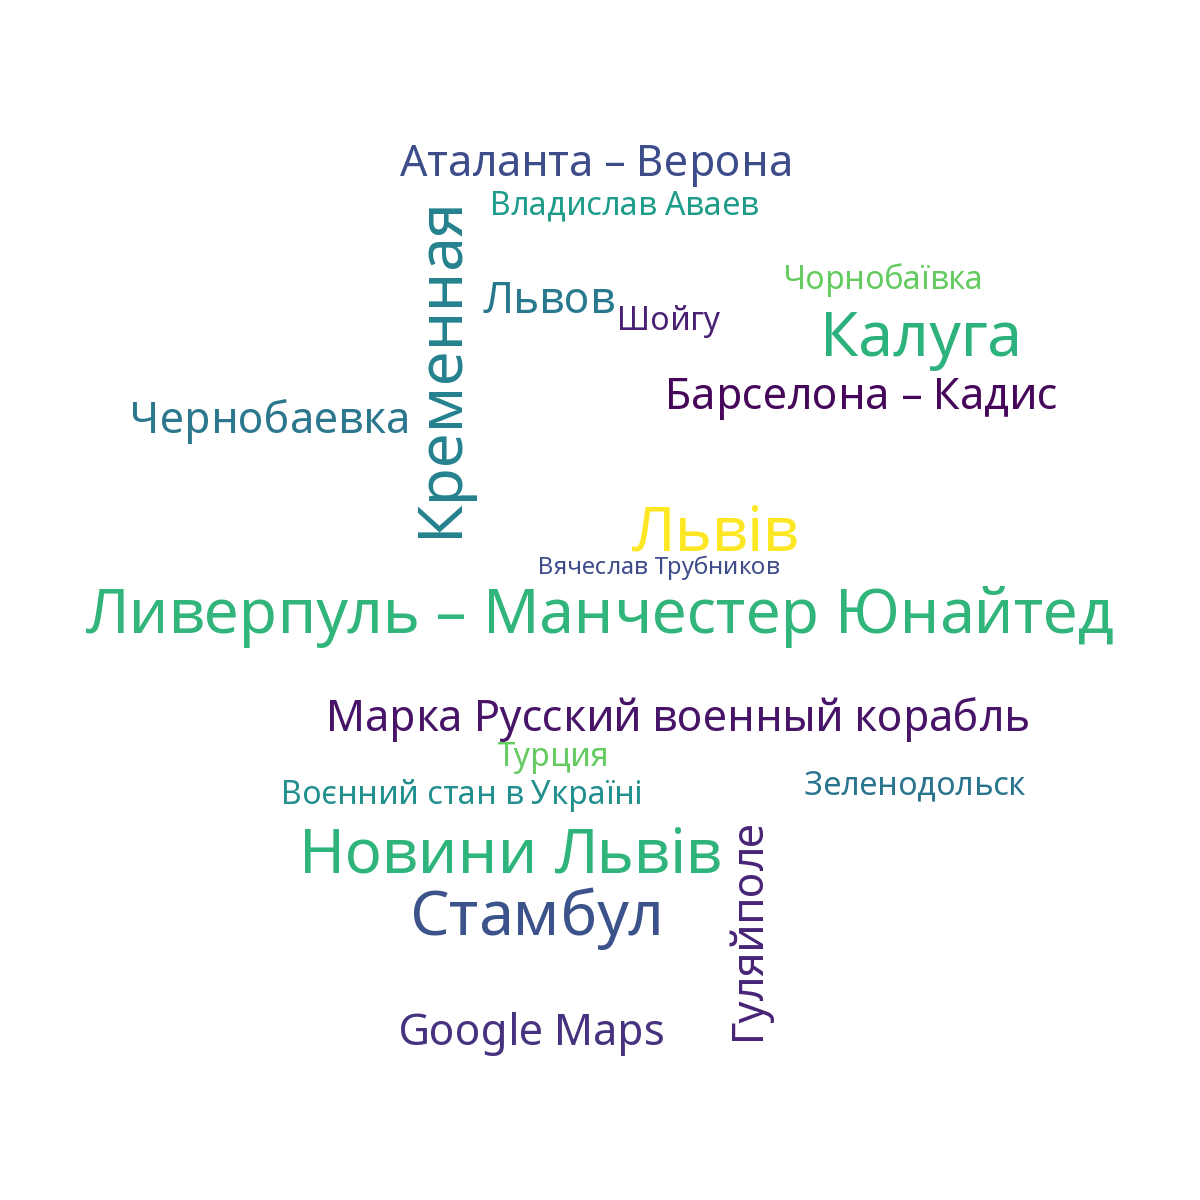 Аталанта – Верона
Владислав Аваев
Кременная
Чорнобаївка
Львов
Шойгу
Калуга
Барселона – Кадис
Чернобаевка
Львів
Вячеслав Трубников
Ливерпуль – Манчестер Юнайтед
Марка Русский военный корабль
Турция
Зеленодольск
Воєнний стан в Україні
Новини Львів
Стамбул
Гуляйполе
Google Maps